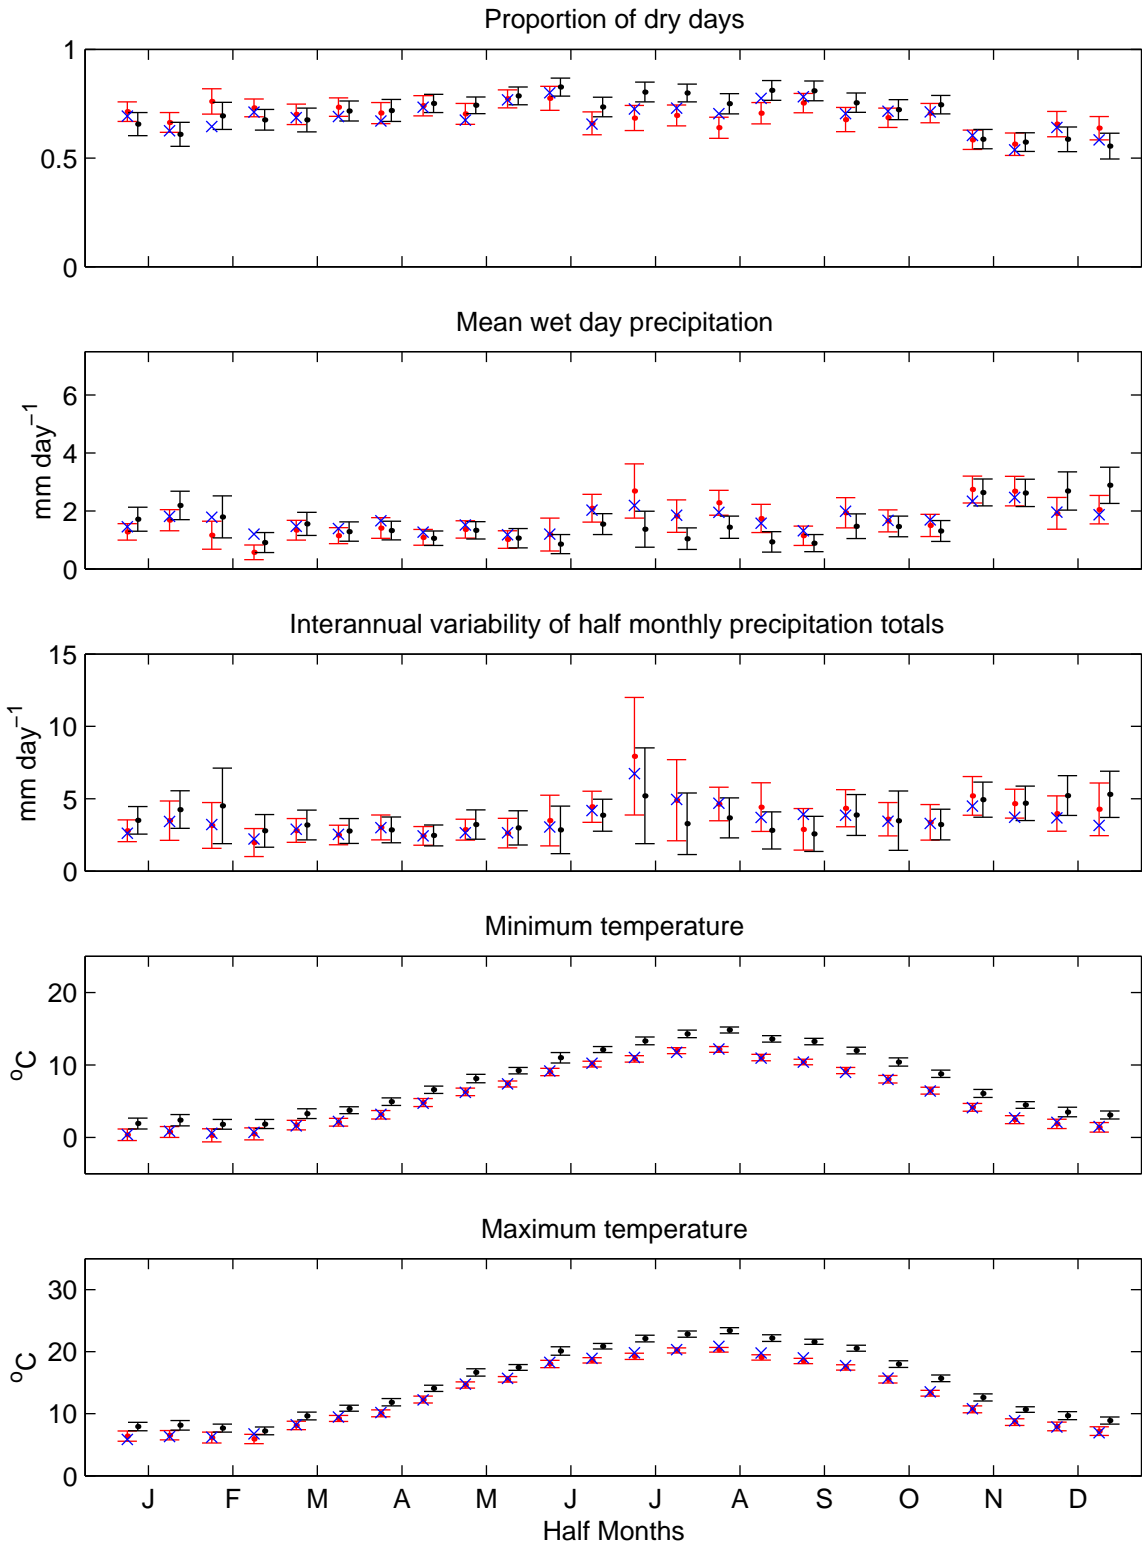 Proportion of dry days
1
0.5
0
Mean wet day precipitation
6
4
2
0
mm day⁻¹
Interannual variability of half monthly precipitation totals
15
10
5
0
mm day⁻¹
Minimum temperature
20
10
0
ºC
Maximum temperature
30
20
10
0
ºC
J F M A M J J A S O N D
Half Months